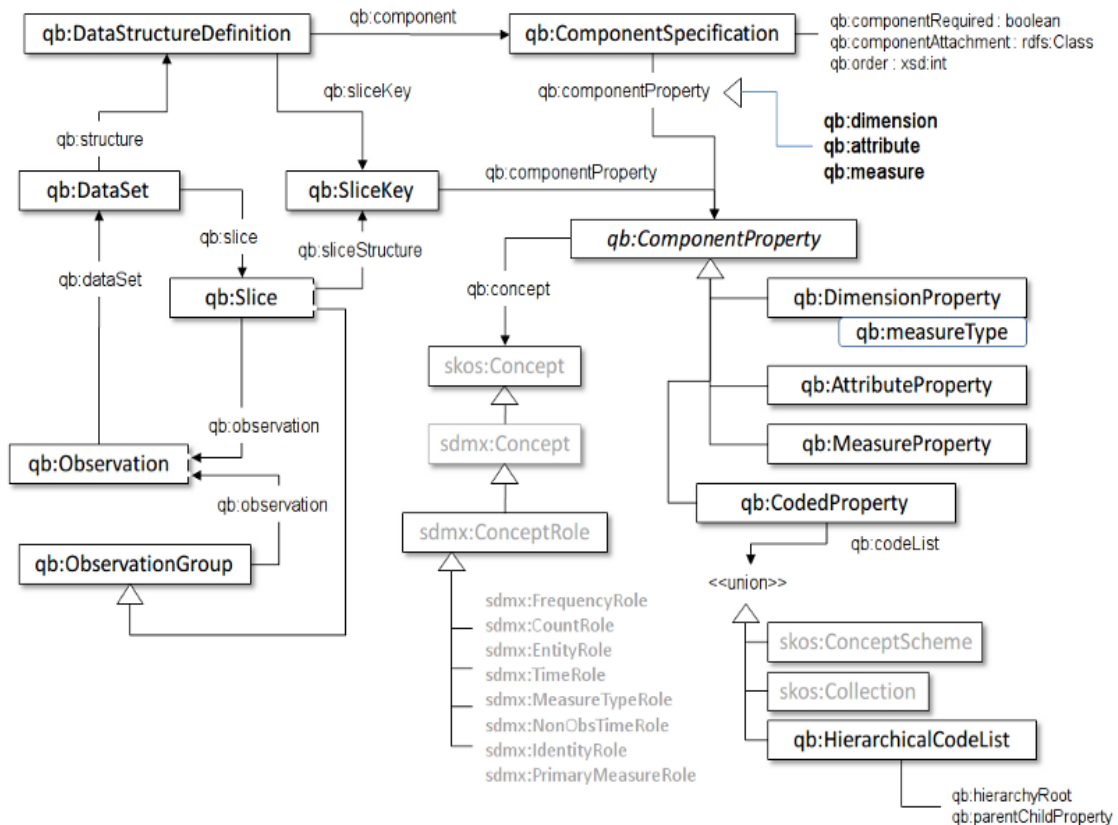 qb:DataStructureDefinition
qb:component
qb:ComponentSpecification
qb:componentRequired : boolean
qb:componentAttachment : rdfs:Class
qb:order : xsd:int
qb:sliceKey
qb:componentProperty
qb:dimension
qb:attribute
qb:measure
qb:structure
qb:DataSet
qb:SliceKey
qb:componentProperty
qb:slice
qb:sliceStructure
qb:ComponentProperty
qb:dataSet
qb:Slice
qb:concept
qb:DimensionProperty
qb:measureType
skos:Concept
qb:AttributeProperty
qb:observation
sdmx:Concept
qb:MeasureProperty
qb:Observation
qb:observation
qb:CodedProperty
sdmx:ConceptRole
qb:codeList
qb:ObservationGroup
<<union>>
sdmx:FrequencyRole
sdmx:CountRole
sdmx:EntityRole
sdmx:TimeRole
sdmx:MeasureTypeRole
sdmx:NonObsTimeRole
sdmx:IdentityRole
sdmx:PrimaryMeasureRole
skos:ConceptScheme
skos:Collection
qb:HierarchicalCodeList
qb:hierarchyRoot
qb:parentChildProperty